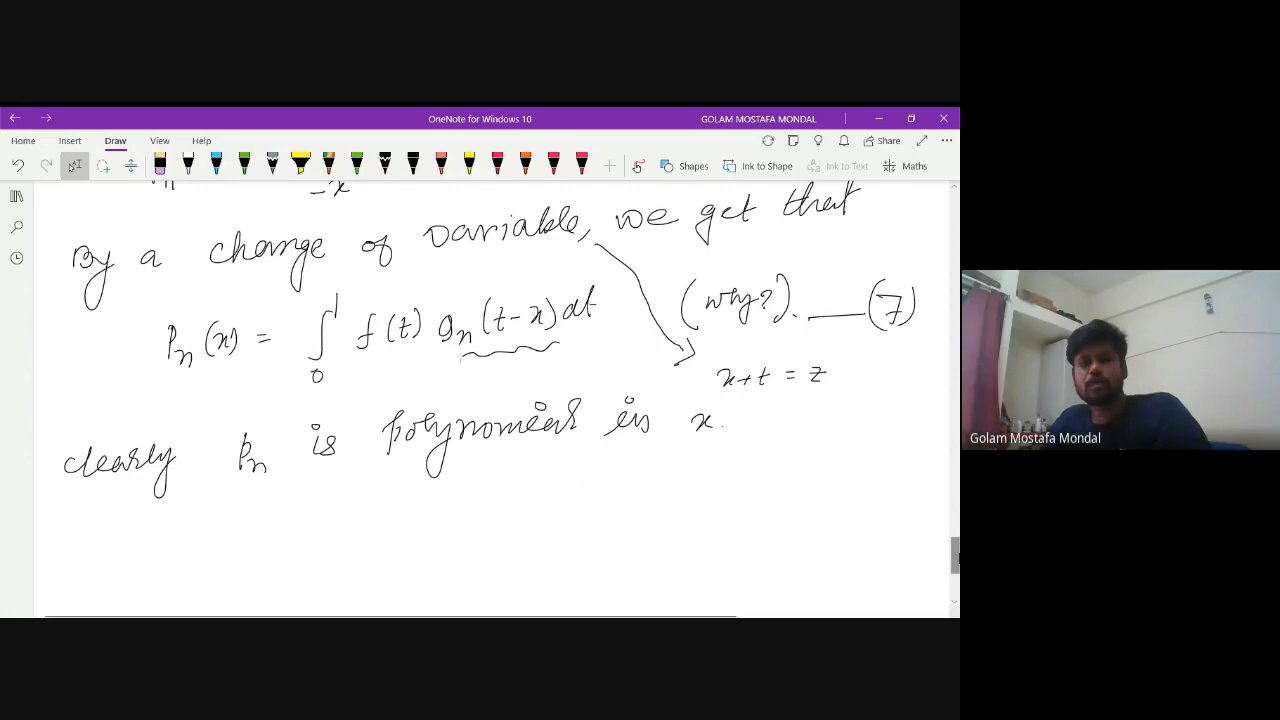 OneNote for Windows 10
GOLAM MOSTAFA MONDAL
Home Insert Draw View Help
Share
Shapes Ink to Shape Ink to Text Maths
-x
By a change of variable, we get that
Pn(x) = ∫₀¹ f(t) gn(t-x) dt (why?). —— (7)
x+t = z
clearly Pn is polynomial in x.
Golam Mostafa Mondal